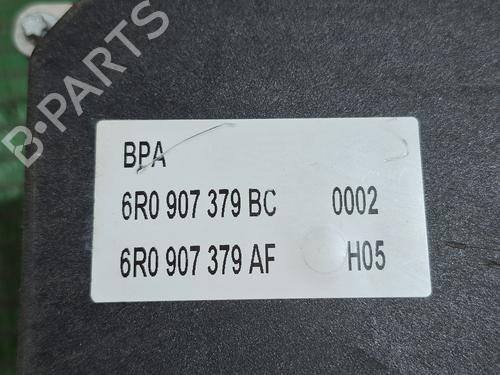 B-PARTS
BPA
6R0 907 379 BC 0002
6R0 907 379 AF H05